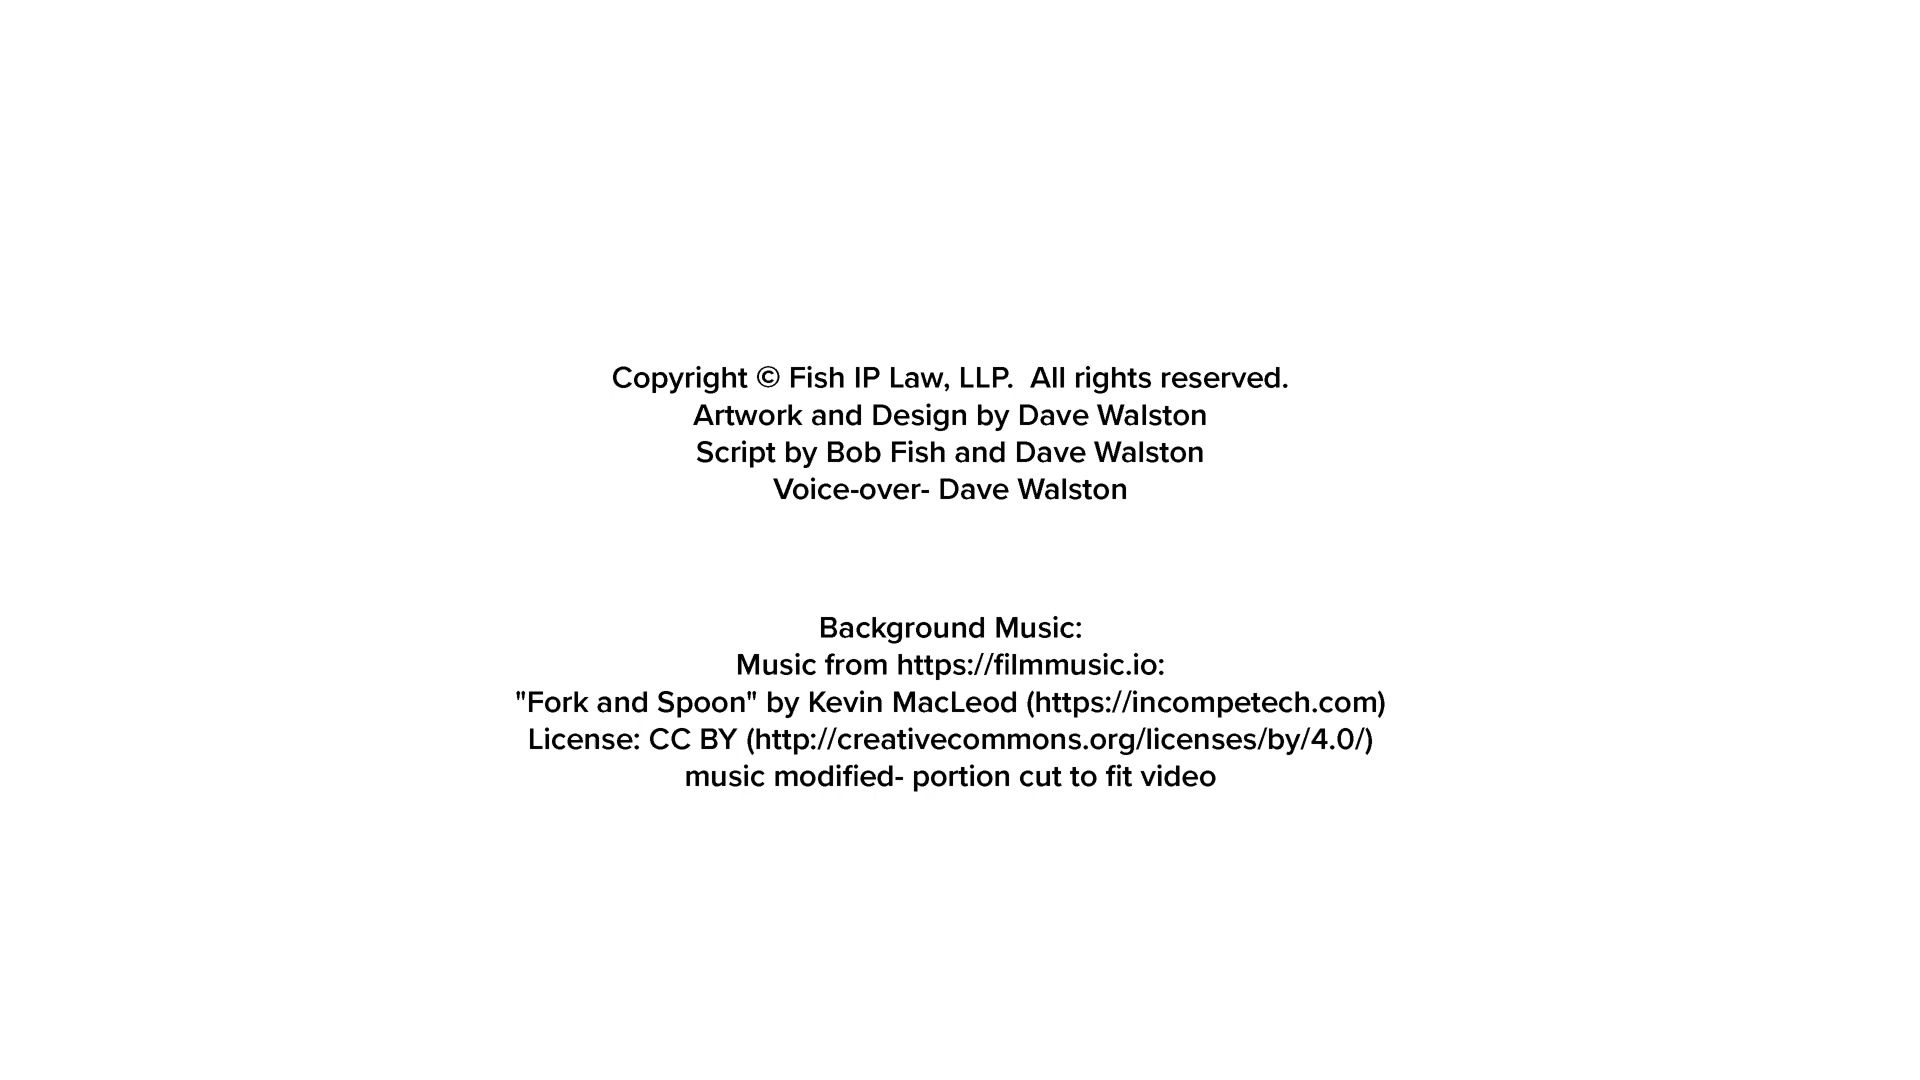 Copyright © Fish IP Law, LLP.  All rights reserved.
Artwork and Design by Dave Walston
Script by Bob Fish and Dave Walston
Voice-over- Dave Walston
Background Music:
Music from https://filmmusic.io:
"Fork and Spoon" by Kevin MacLeod (https://incompetech.com)
License: CC BY (http://creativecommons.org/licenses/by/4.0/)
music modified- portion cut to fit video